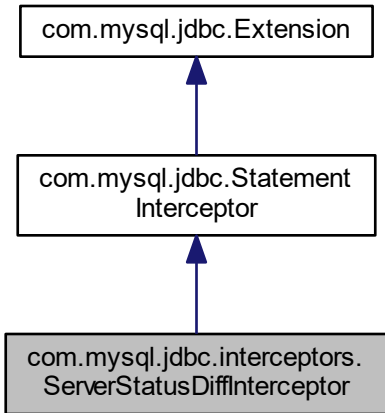 com.mysql.jdbc.Extension
com.mysql.jdbc.Statement
Interceptor
com.mysql.jdbc.interceptors.
ServerStatusDiffInterceptor